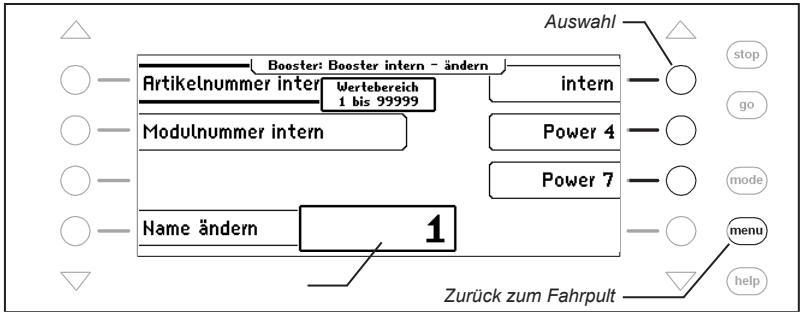 Auswahl
Booster: Booster intern - ändern
stop
Artikelnummer inter
Wertebereich
1 bis 99999
intern
go
Modulnummer intern
Power 4
Power 7
mode
Name ändern
1
menu
Zurück zum Fahrpult
help